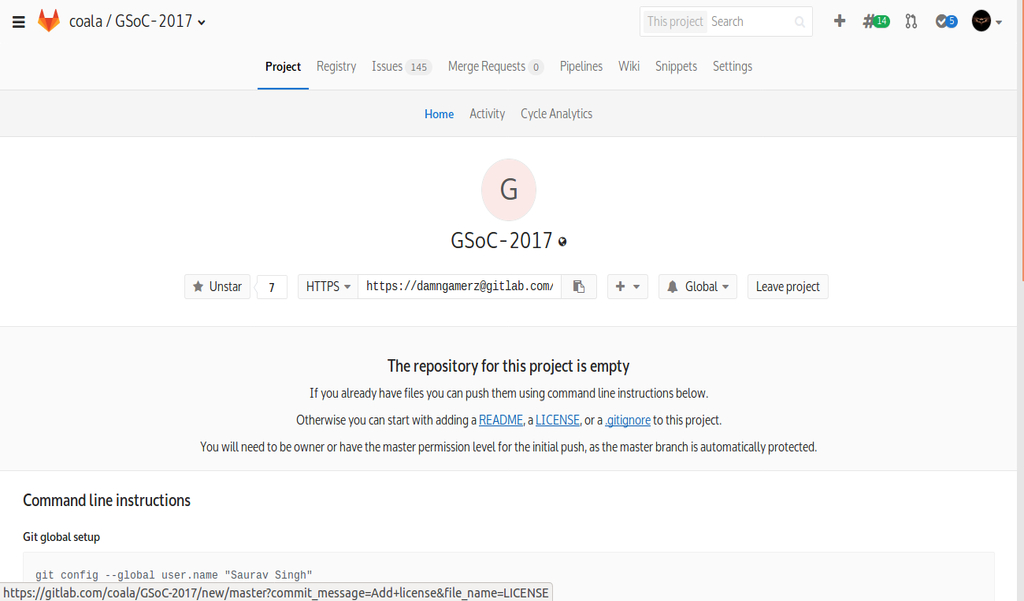 coala / GSoC-2017
This project Search
14
5
Project Registry Issues 145 Merge Requests 0 Pipelines Wiki Snippets Settings
Home Activity Cycle Analytics
G
GSoC-2017
Unstar 7 HTTPS https://damngamerz@gitlab.com/ Global Leave project
The repository for this project is empty
If you already have files you can push them using command line instructions below.
Otherwise you can start with adding a README, a LICENSE, or a .gitignore to this project.
You will need to be owner or have the master permission level for the initial push, as the master branch is automatically protected.
Command line instructions
Git global setup
git config --global user.name "Saurav Singh"
https://gitlab.com/coala/GSoC-2017/new/master?commit_message=Add+license&file_name=LICENSE